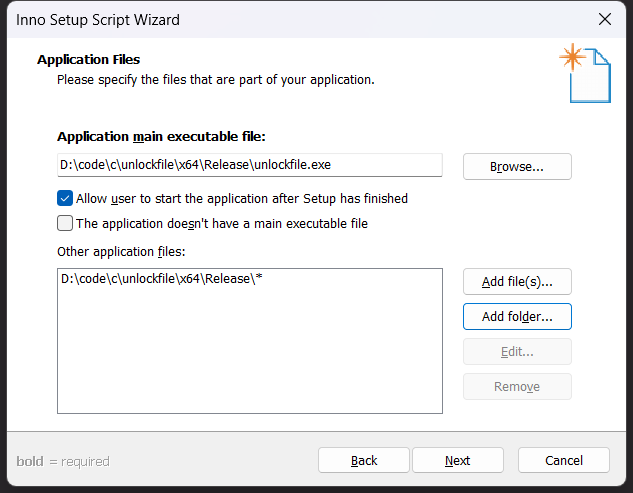 Inno Setup Script Wizard
Application Files
Please specify the files that are part of your application.
Application main executable file:
D:\code\c\unlockfile\x64\Release\unlockfile.exe
Browse...
Allow user to start the application after Setup has finished
The application doesn't have a main executable file
Other application files:
D:\code\c\unlockfile\x64\Release\*
Add file(s)...
Add folder...
Edit...
Remove
bold = required
Back
Next
Cancel